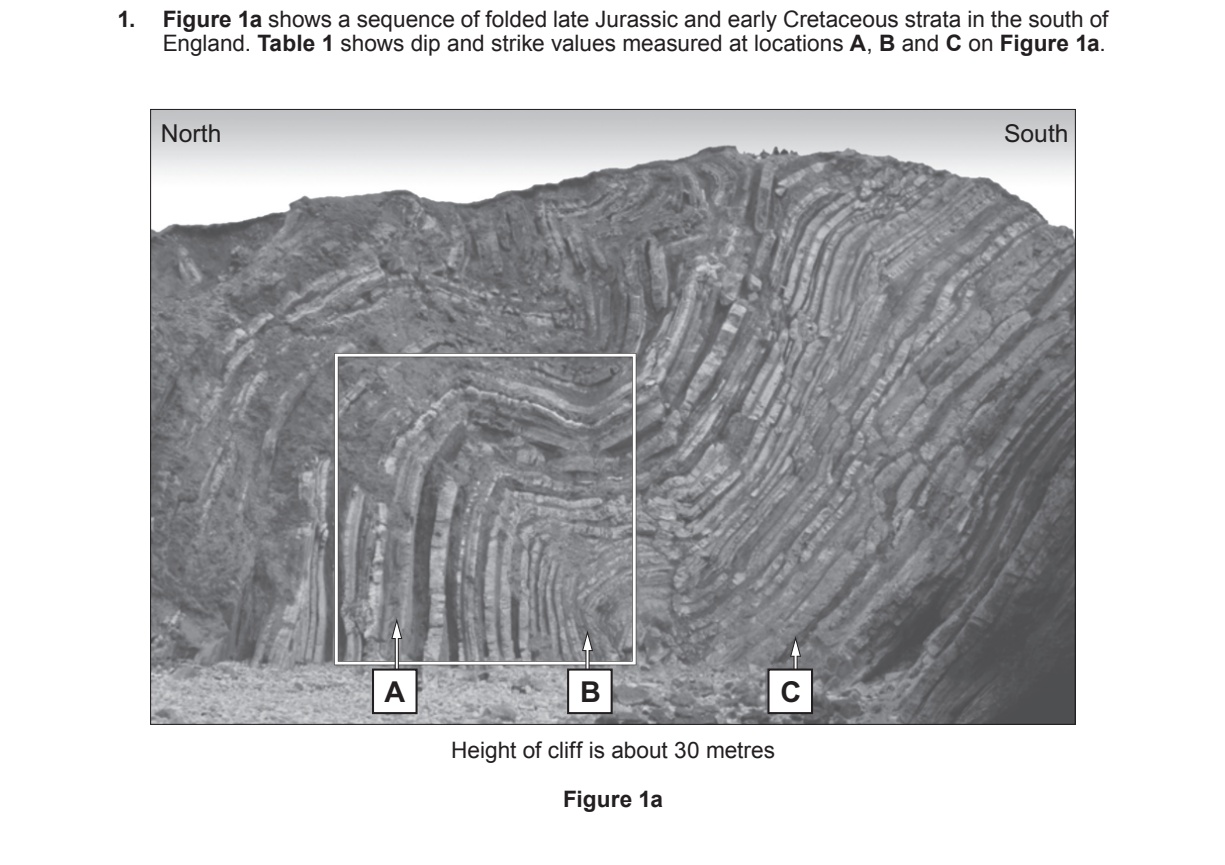 1. Figure 1a shows a sequence of folded late Jurassic and early Cretaceous strata in the south of
England. Table 1 shows dip and strike values measured at locations A, B and C on Figure 1a.
North South
A B C
Height of cliff is about 30 metres
Figure 1a